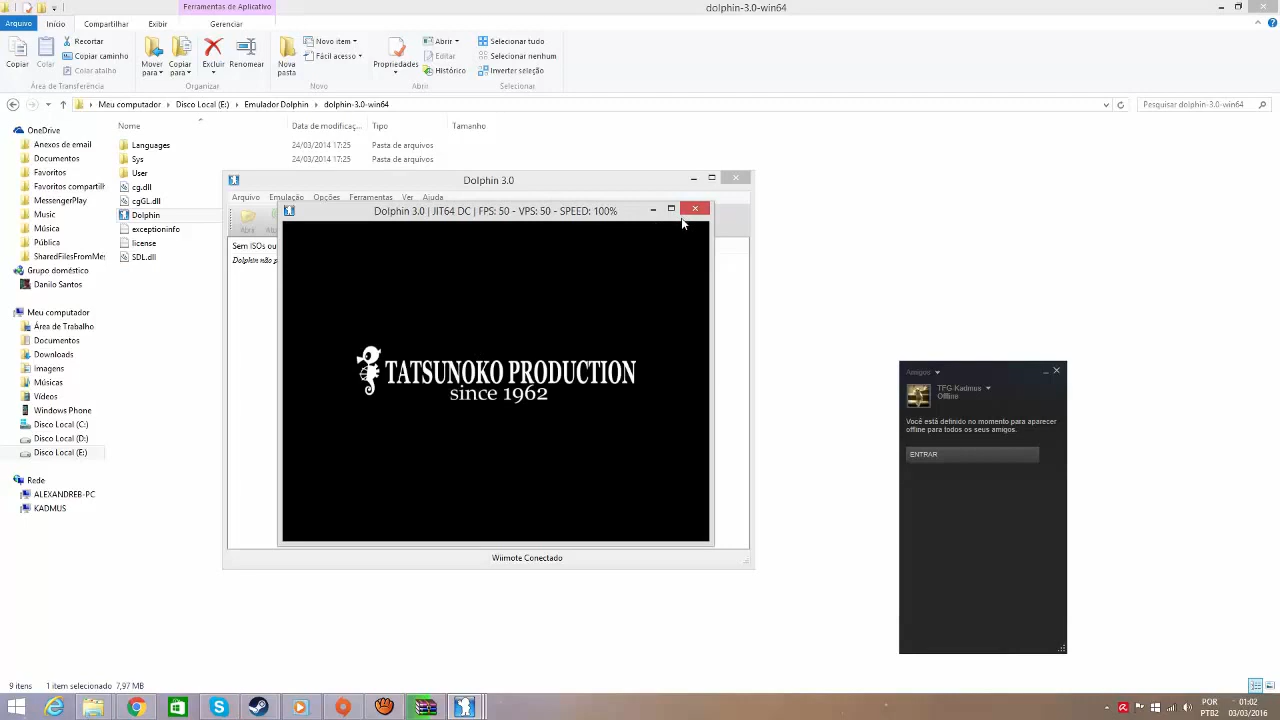 Ferramentas de Aplicativo
dolphin-3.0-win64
Arquivo
Início
Compartilhar
Exibir
Gerenciar
Copiar
Colar
Recortar
Copiar caminho
Colar atalho
Área de Transferência
Mover para
Copiar para
Excluir
Renomear
Organizar
Nova pasta
Novo item
Fácil acesso
Novo
Propriedades
Abrir
Editar
Histórico
Abrir
Selecionar tudo
Selecionar nenhum
Inverter seleção
Selecionar
Meu computador
Disco Local (E:)
Emulador Dolphin
dolphin-3.0-win64
Pesquisar dolphin-3.0-win64
Nome
Data de modificaç...
Tipo
Tamanho
OneDrive
Anexos de email
Documentos
Favoritos
Favoritos compartil
MessengerPlay
Music
Música
Pública
SharedFilesFromMes
Grupo doméstico
Danilo Santos
Meu computador
Área de Trabalho
Documentos
Downloads
Imagens
Músicas
Vídeos
Windows Phone
Disco Local (C:)
Disco Local (D:)
Disco Local (E:)
Rede
ALEXANDREB-PC
KADMUS
Languages
24/03/2014 17:25
Pasta de arquivos
Sys
24/03/2014 17:25
Pasta de arquivos
User
cg.dll
cgGL.dll
Dolphin
exceptioninfo
license
SDL.dll
Dolphin 3.0
Arquivo Emulação Opções Ferramentas Ver Ajuda
Abrir
Sem ISOs ou
Dolphin não p
Dolphin 3.0 | JIT64 DC | FPS: 50 - VPS: 50 - SPEED: 100%
TATSUNOKO PRODUCTION
since 1962
Wiimote Conectado
Amigos
TFG Kadmus
Offline
Você está definido no momento para aparecer
offline para todos os seus amigos.
ENTRAR
9 itens
1 item selecionado 7,97 MB
POR
PTB2
01:02
03/03/2016